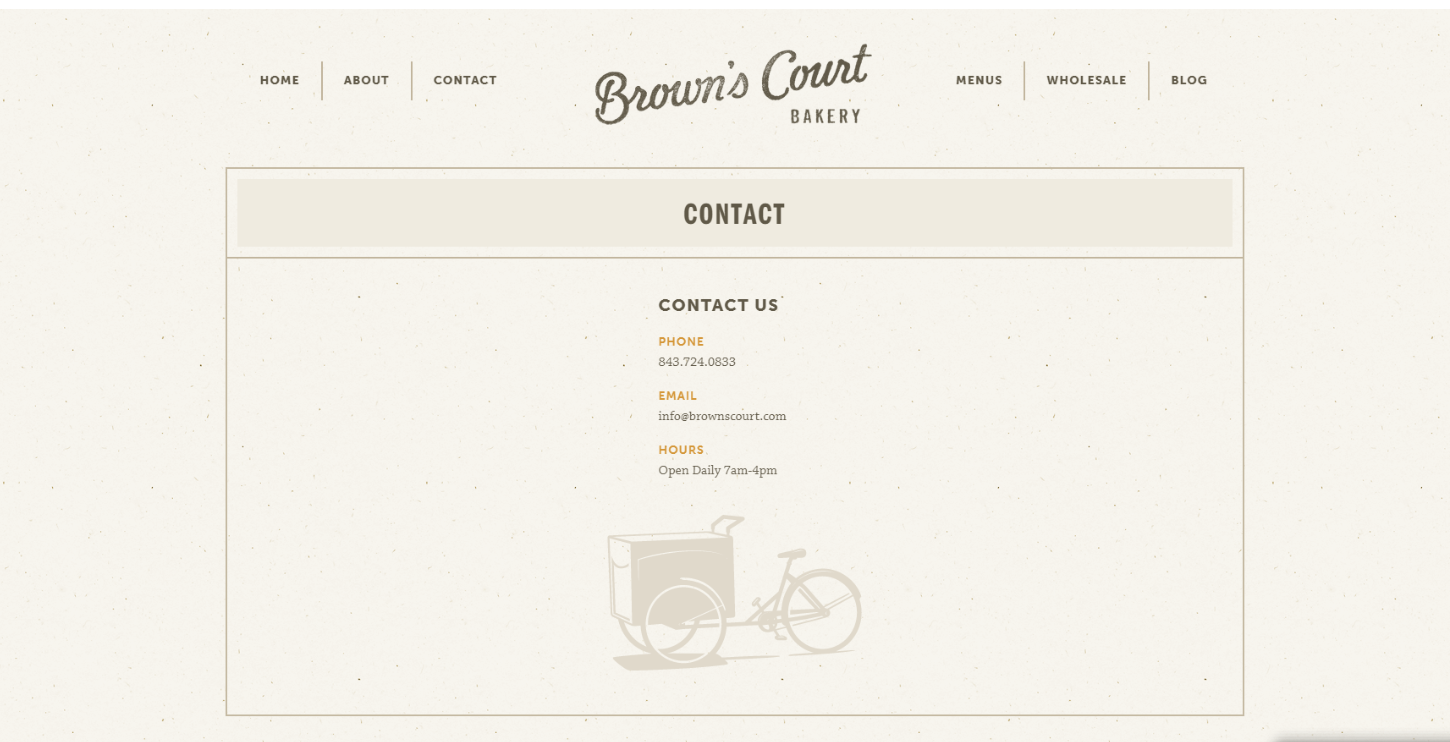 HOME
ABOUT
CONTACT
Brown's Court
BAKERY
MENUS
WHOLESALE
BLOG
CONTACT
CONTACT US
PHONE
843.724.0833
EMAIL
info@brownscourt.com
HOURS
Open Daily 7am-4pm